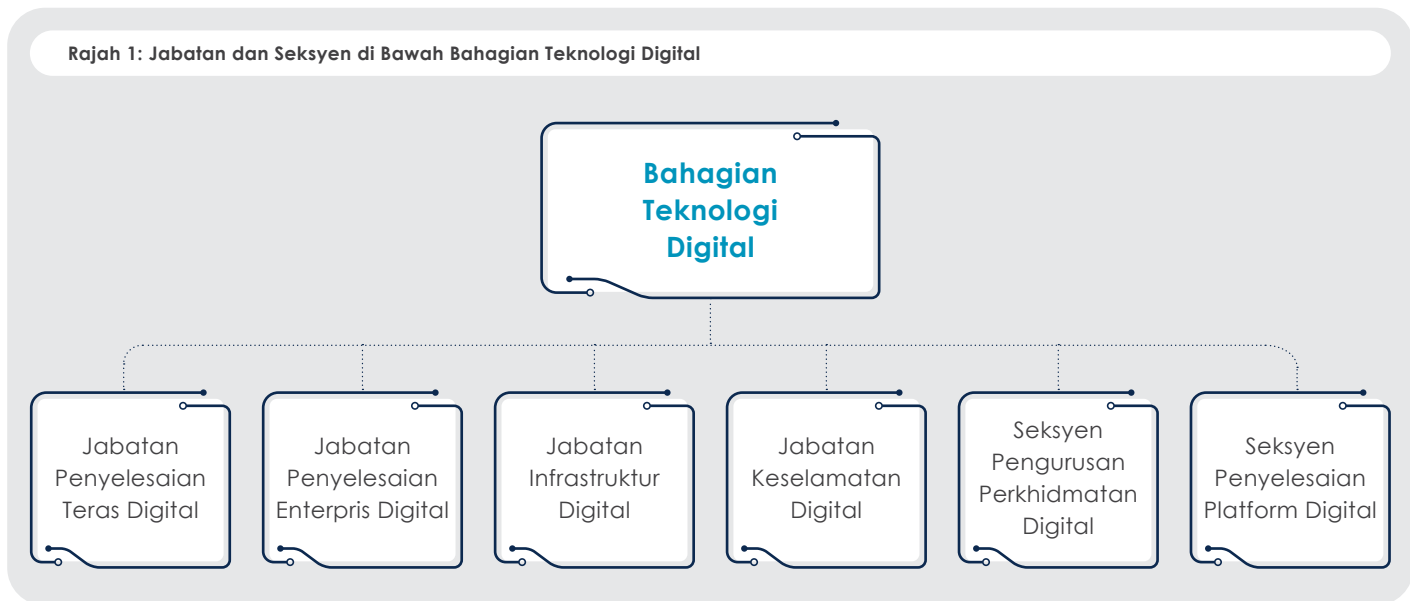 Rajah 1: Jabatan dan Seksyen di Bawah Bahagian Teknologi Digital
Bahagian
Teknologi
Digital
Jabatan
Penyelesaian
Teras Digital
Jabatan
Penyelesaian
Enterpris Digital
Jabatan
Infrastruktur
Digital
Jabatan
Keselamatan
Digital
Seksyen
Pengurusan
Perkhidmatan
Digital
Seksyen
Penyelesaian
Platform Digital